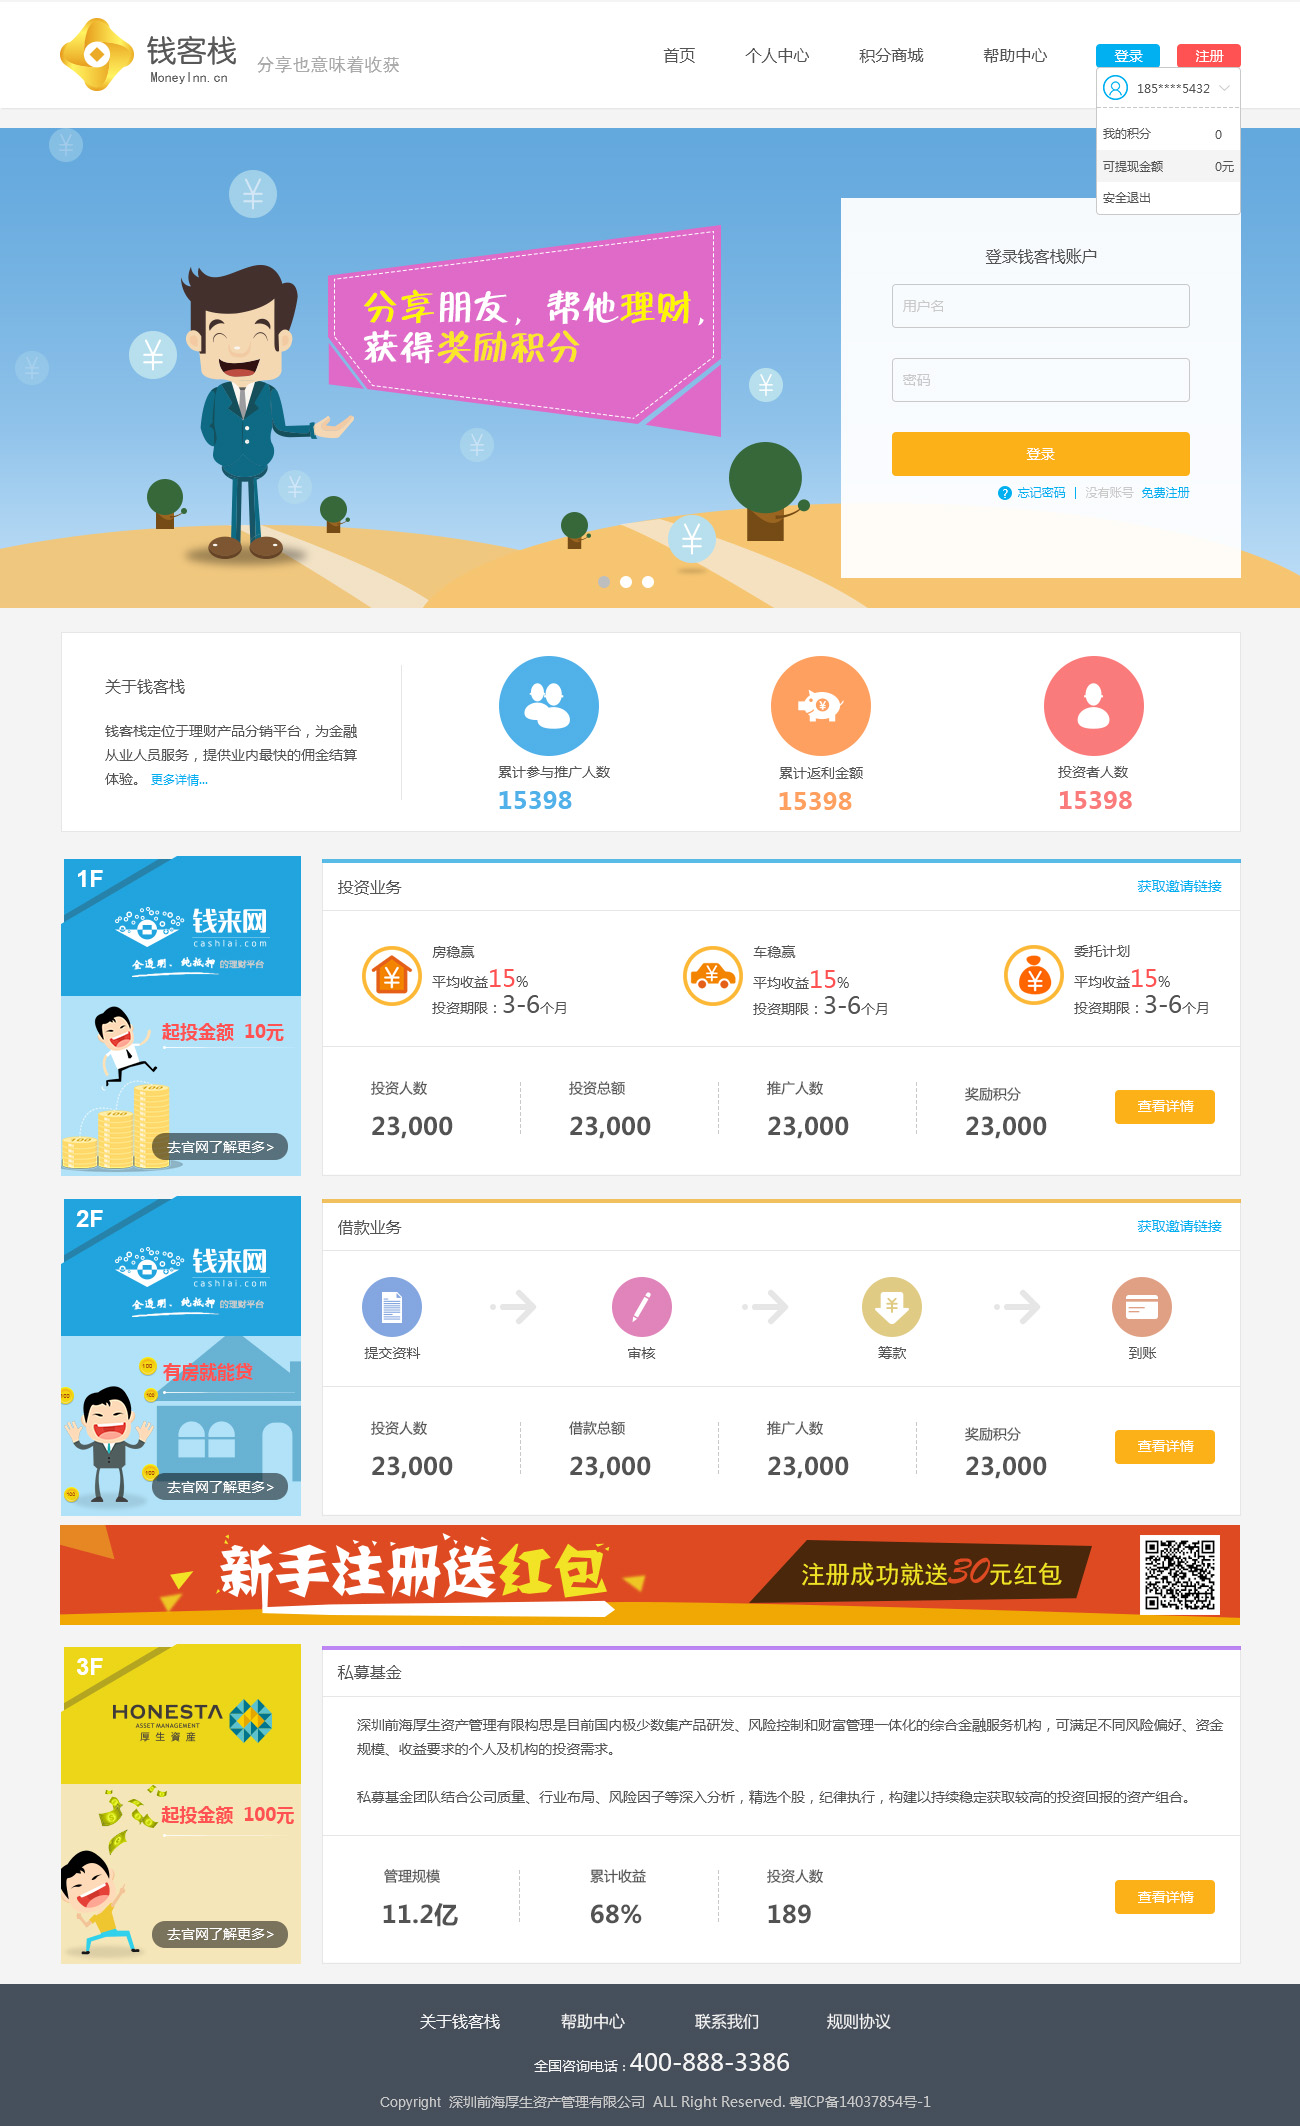 钱客栈
MoneyInn.cn
分享也意味着收获
首页
个人中心
积分商城
帮助中心
登录
注册
185****5432
我的积分 0
可提现金额 0元
安全退出
分享朋友，帮他理财，
获得奖励积分
登录钱客栈账户
用户名
密码
登录
? 忘记密码 | 没有账号 免费注册
关于钱客栈
钱客栈定位于理财产品分销平台，为金融
从业人员服务，提供业内最快的佣金结算
体验。 更多详情...
累计参与推广人数
15398
累计返利金额
15398
投资者人数
15398
1F
钱来网
cashlai.com
全透明、纯抵押的理财平台
起投金额 10元
去官网了解更多>
投资业务
获取邀请链接
房稳赢
平均收益15%
投资期限：3-6个月
车稳赢
平均收益15%
投资期限：3-6个月
委托计划
平均收益15%
投资期限：3-6个月
投资人数
23,000
投资总额
23,000
推广人数
23,000
奖励积分
23,000
查看详情
2F
钱来网
cashlai.com
全透明、纯抵押的理财平台
有房就能贷
去官网了解更多>
借款业务
获取邀请链接
提交资料
审核
筹款
到账
投资人数
23,000
借款总额
23,000
推广人数
23,000
奖励积分
23,000
查看详情
新手注册送红包
注册成功就送30元红包
3F
HONESTA
ASSET MANAGEMENT
厚生資産
起投金额 100元
去官网了解更多>
私募基金
深圳前海厚生资产管理有限构思是目前国内极少数集产品研发、风险控制和财富管理一体化的综合金融服务机构，可满足不同风险偏好、资金
规模、收益要求的个人及机构的投资需求。
私募基金团队结合公司质量、行业布局、风险因子等深入分析，精选个股，纪律执行，构建以持续稳定获取较高的投资回报的资产组合。
管理规模
11.2亿
累计收益
68%
投资人数
189
查看详情
关于钱客栈
帮助中心
联系我们
规则协议
全国咨询电话：400-888-3386
Copyright 深圳前海厚生资产管理有限公司 ALL Right Reserved. 粤ICP备14037854号-1